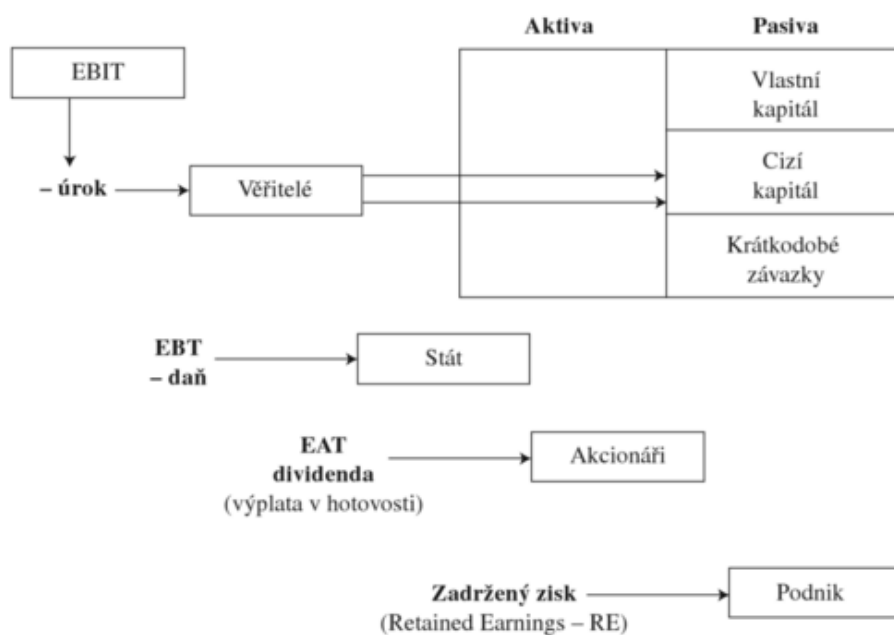 Aktiva Pasiva
EBIT
Vlastní
kapitál
– úrok Věřitelé Cizí
kapitál
Krátkodobé
závazky
EBT
– daň
Stát
EAT
dividenda
(výplata v hotovosti)
Akcionáři
Zadržený zisk
(Retained Earnings – RE)
Podnik